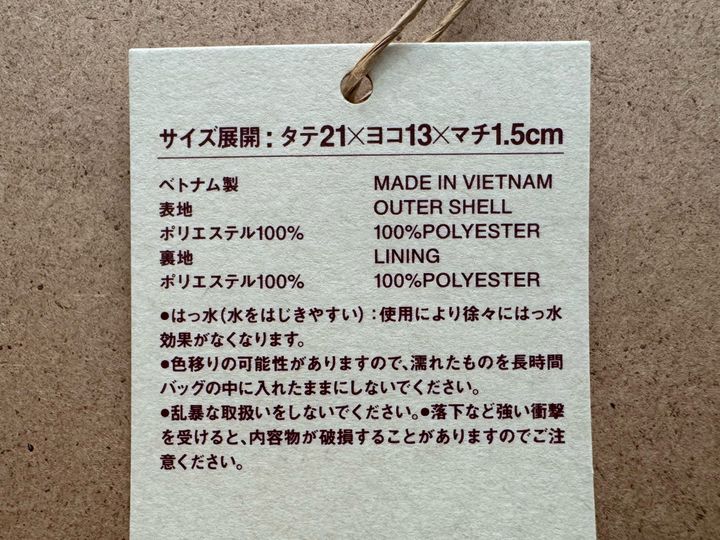 サイズ展開：タテ21×ヨコ13×マチ1.5cm
ベトナム製 MADE IN VIETNAM
表地 OUTER SHELL
ポリエステル100% 100%POLYESTER
裏地 LINING
ポリエステル100% 100%POLYESTER
●はっ水(水をはじきやすい)：使用により徐々にはっ水
効果がなくなります。
●色移りの可能性がありますので、濡れたものを長時間
バッグの中に入れたままにしないでください。
●乱暴な取扱いをしないでください。●落下など強い衝撃
を受けると、内容物が破損することがありますのでご注
意ください。